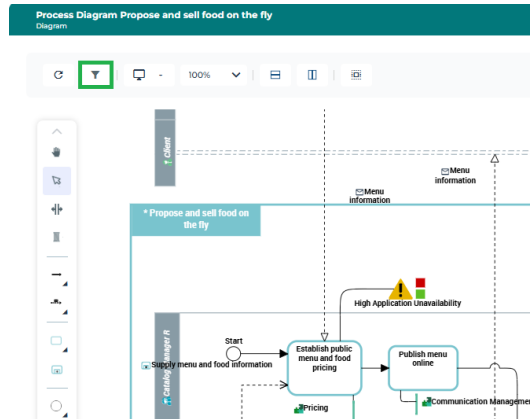 Process Diagram Propose and sell food on the fly
Diagram
100%
Client
Menu
information
Menu
information
* Propose and sell food on
the fly
High Application Unavailability
Start
Supply menu and food information
Establish public
menu and food
pricing
Publish menu
online
Pricing
Communication Manageme